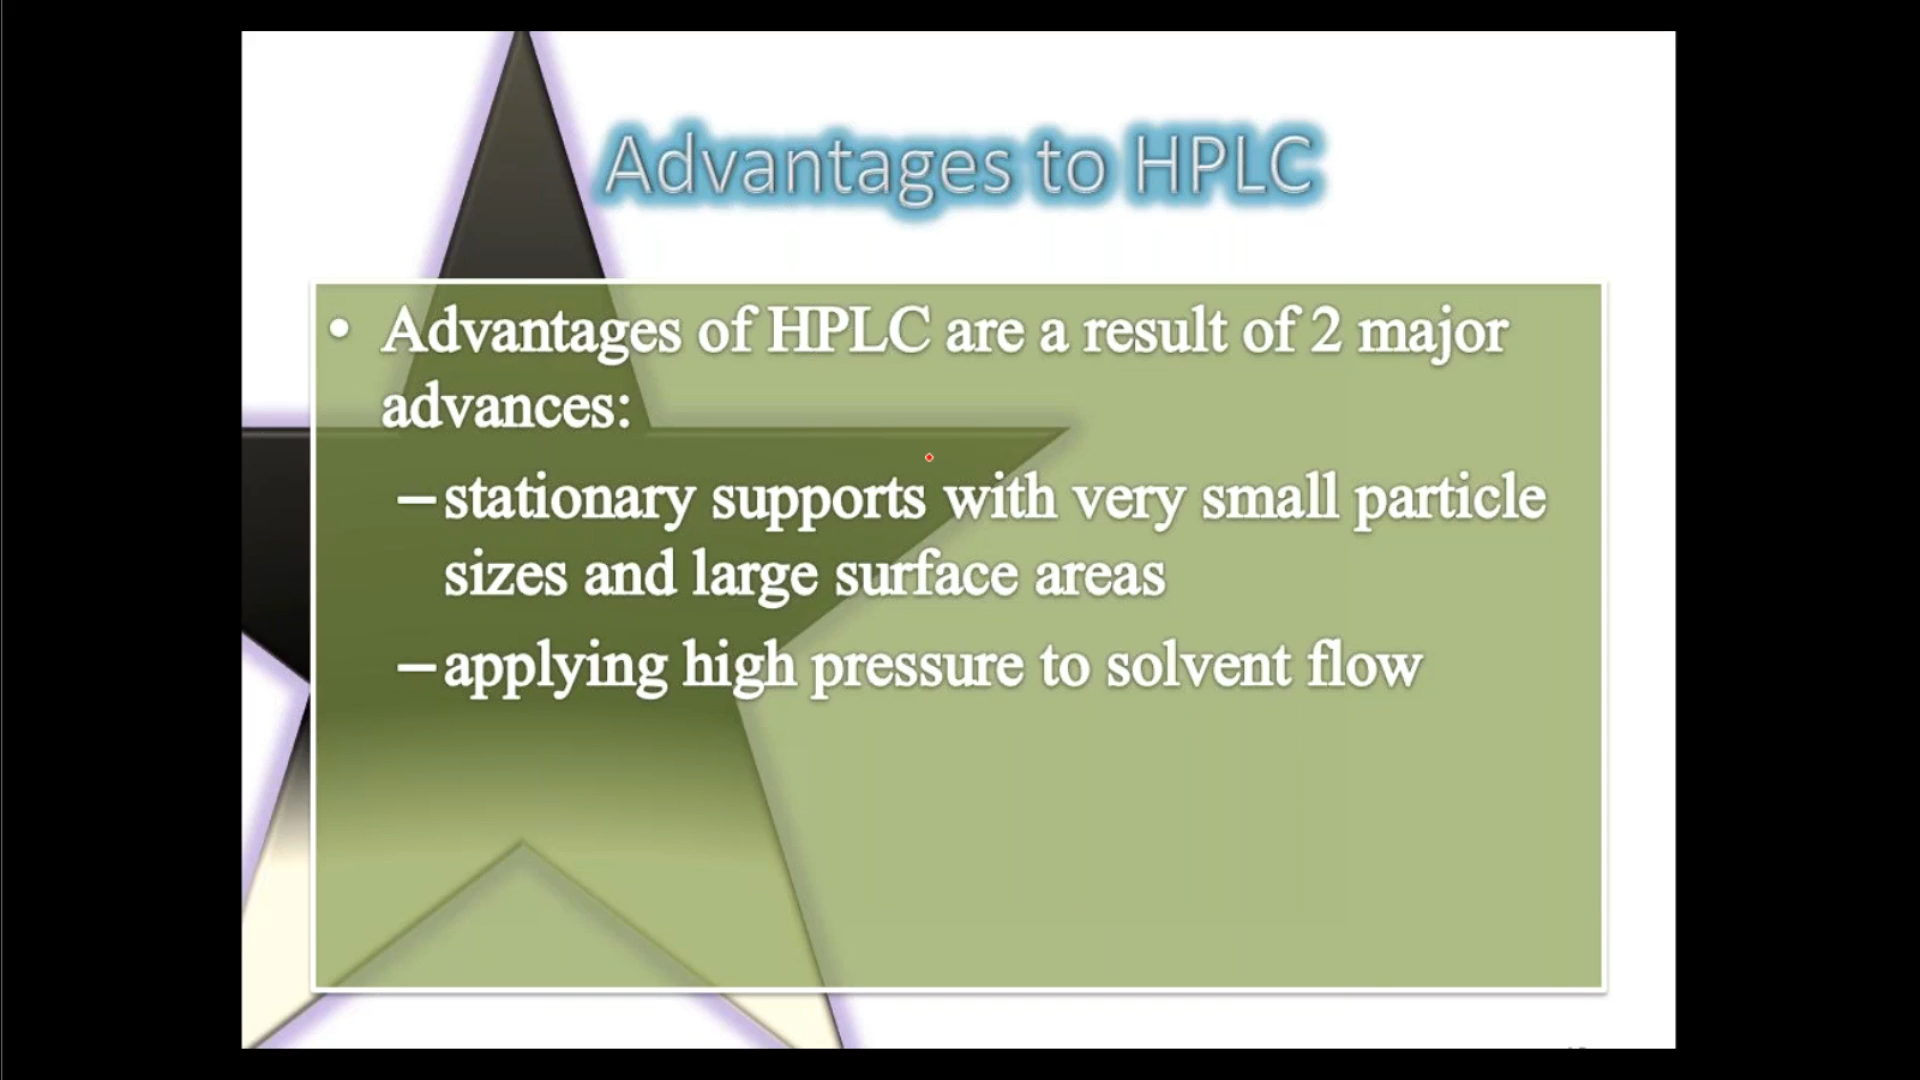 Advantages to HPLC
• Advantages of HPLC are a result of 2 major
advances:
–stationary supports with very small particle
sizes and large surface areas
–applying high pressure to solvent flow